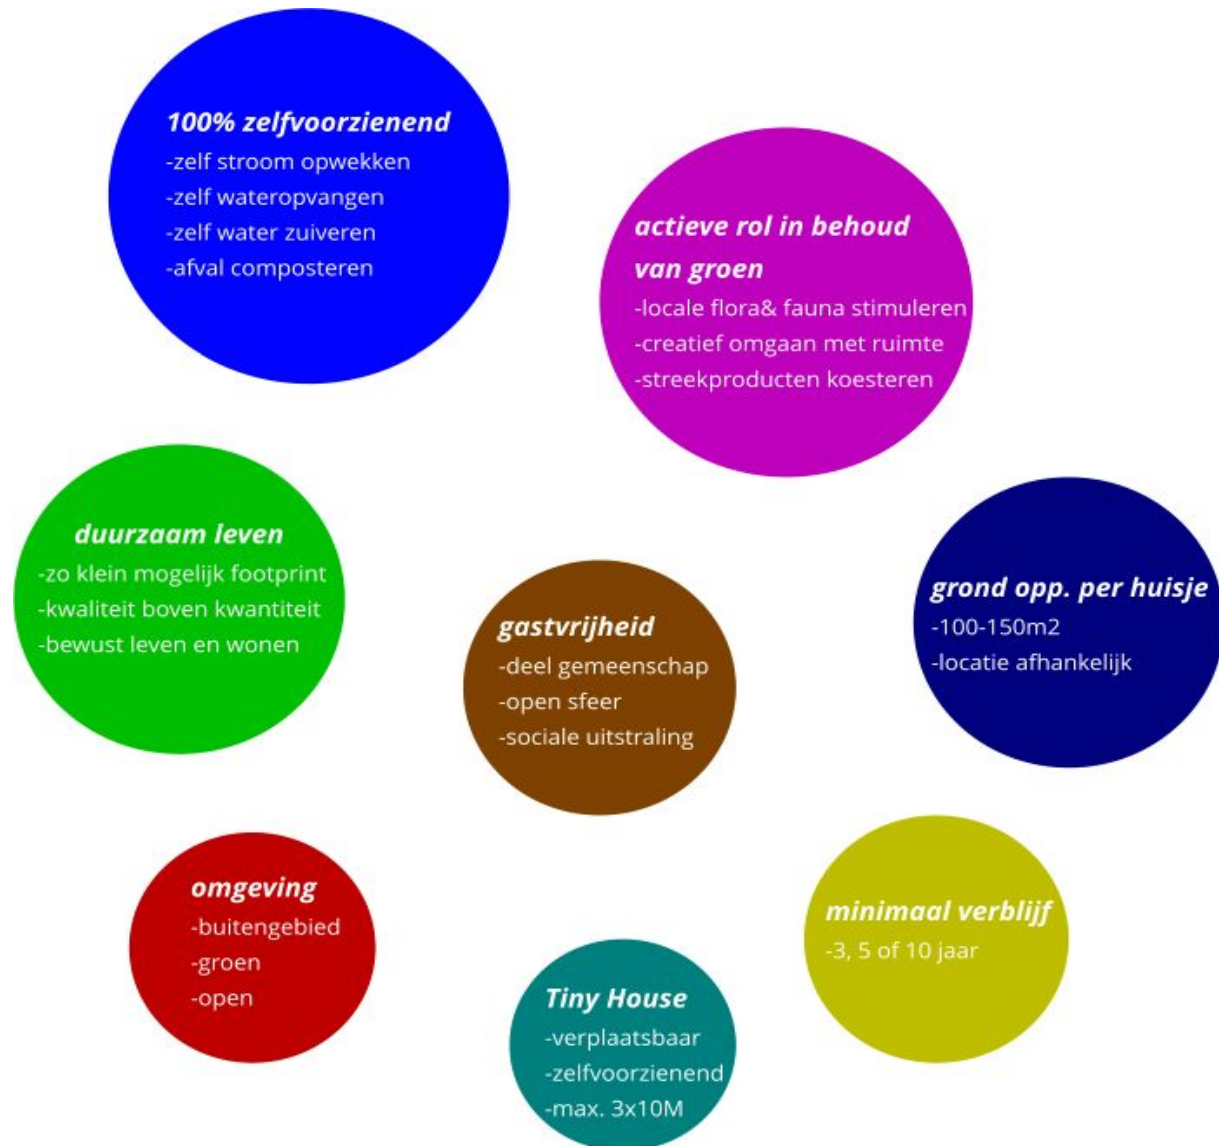 100% zelfvoorzienend
-zelf stroom opwekken
-zelf wateropvangen
-zelf water zuiveren
-afval composteren
actieve rol in behoud
van groen
-locale flora& fauna stimuleren
-creatief omgaan met ruimte
-streekproducten koesteren
duurzaam leven
-zo klein mogelijk footprint
-kwaliteit boven kwantiteit
-bewust leven en wonen
gastvrijheid
-deel gemeenschap
-open sfeer
-sociale uitstraling
grond opp. per huisje
-100-150m2
-locatie afhankelijk
omgeving
-buitengebied
-groen
-open
Tiny House
-verplaatsbaar
-zelfvoorzienend
-max. 3x10M
minimaal verblijf
-3, 5 of 10 jaar